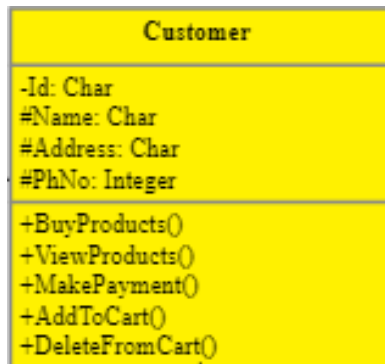 Customer
-Id: Char
#Name: Char
#Address: Char
#PhNo: Integer
+BuyProducts()
+ViewProducts()
+MakePayment()
+AddToCart()
+DeleteFromCart()